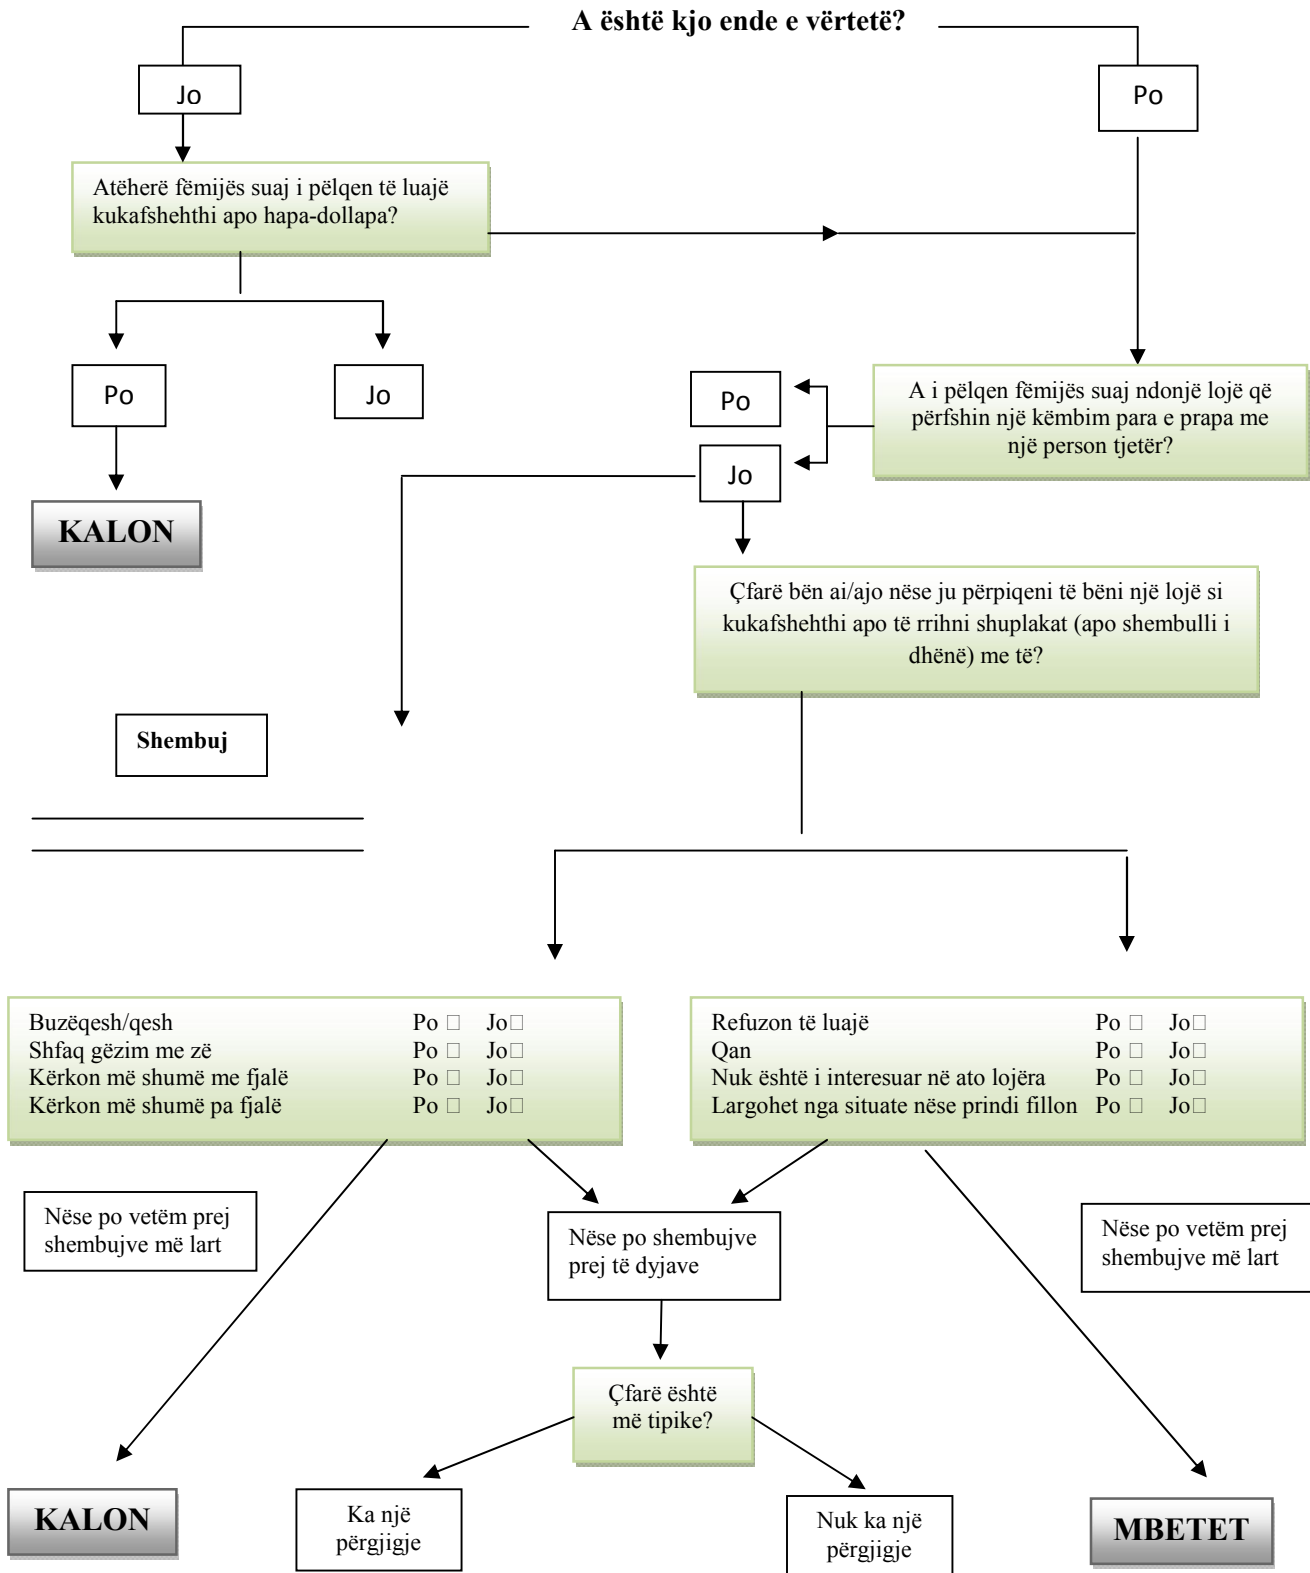 A është kjo ende e vërtetë?
Jo
Po
Atëherë fëmijës suaj i pëlqen të luajë
kukafshehthi apo hapa-dollapa?
Po
Jo
Po
Jo
A i pëlqen fëmijës suaj ndonjë lojë që
përfshin një këmbim para e prapa me
një person tjetër?
KALON
Çfarë bën ai/ajo nëse ju përpiqeni të bëni një lojë si
kukafshehthi apo të rrihni shuplakat (apo shembulli i
dhënë) me të?
Shembuj
Buzëqesh/qesh Po □ Jo□
Shfaq gëzim me zë Po □ Jo□
Kërkon më shumë me fjalë Po □ Jo□
Kërkon më shumë pa fjalë Po □ Jo□
Refuzon të luajë Po □ Jo□
Qan Po □ Jo□
Nuk është i interesuar në ato lojëra Po □ Jo□
Largohet nga situate nëse prindi fillon Po □ Jo□
Nëse po vetëm prej
shembujve më lart
Nëse po shembujve
prej të dyjave
Nëse po vetëm prej
shembujve më lart
Çfarë është
më tipike?
KALON
Ka një
përgjigje
Nuk ka një
përgjigje
MBETET